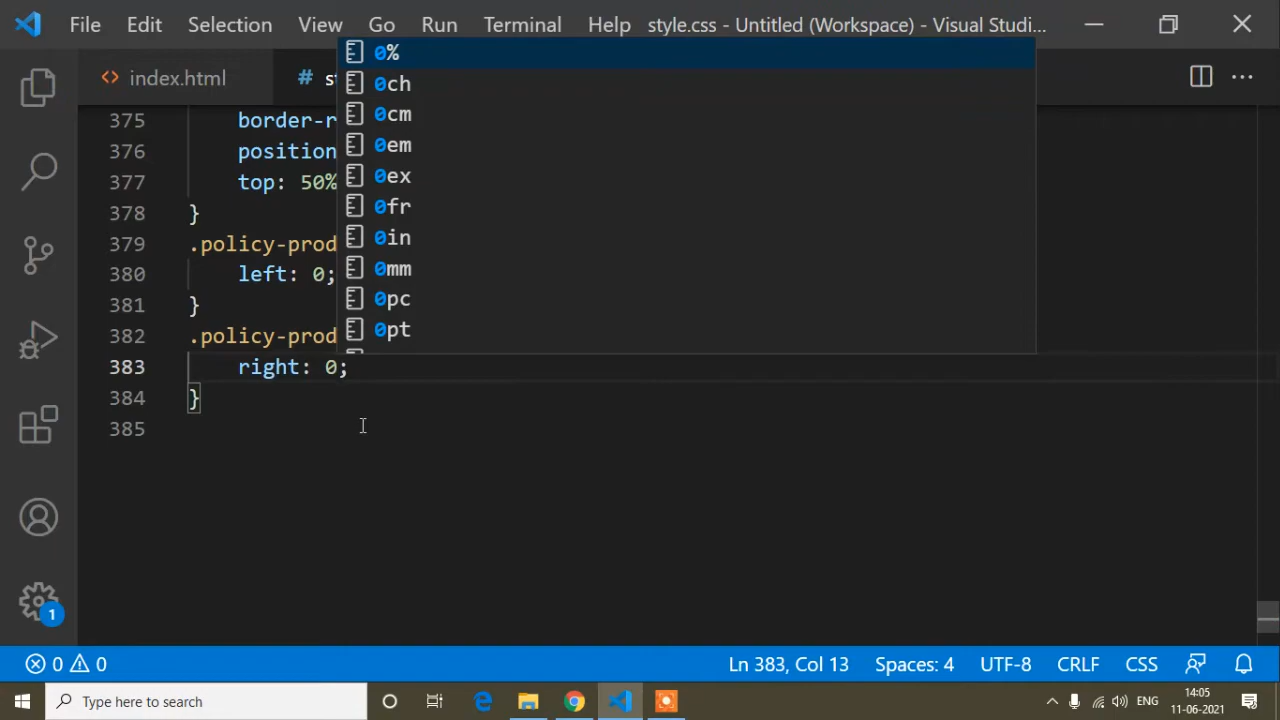 File Edit Selection View Go Run Terminal Help style.css - Untitled (Workspace) - Visual Studi...
index.html # st
0%
0ch
0cm
0em
0ex
0fr
0in
0mm
0pc
0pt
375 border-r
376 position
377 top: 50%
378 }
379 .policy-prod
380 left: 0;
381 }
382 .policy-prod
383 right: 0;
384 }
385
1
0 0 Ln 383, Col 13 Spaces: 4 UTF-8 CRLF CSS
Type here to search ENG 14:05
11-06-2021